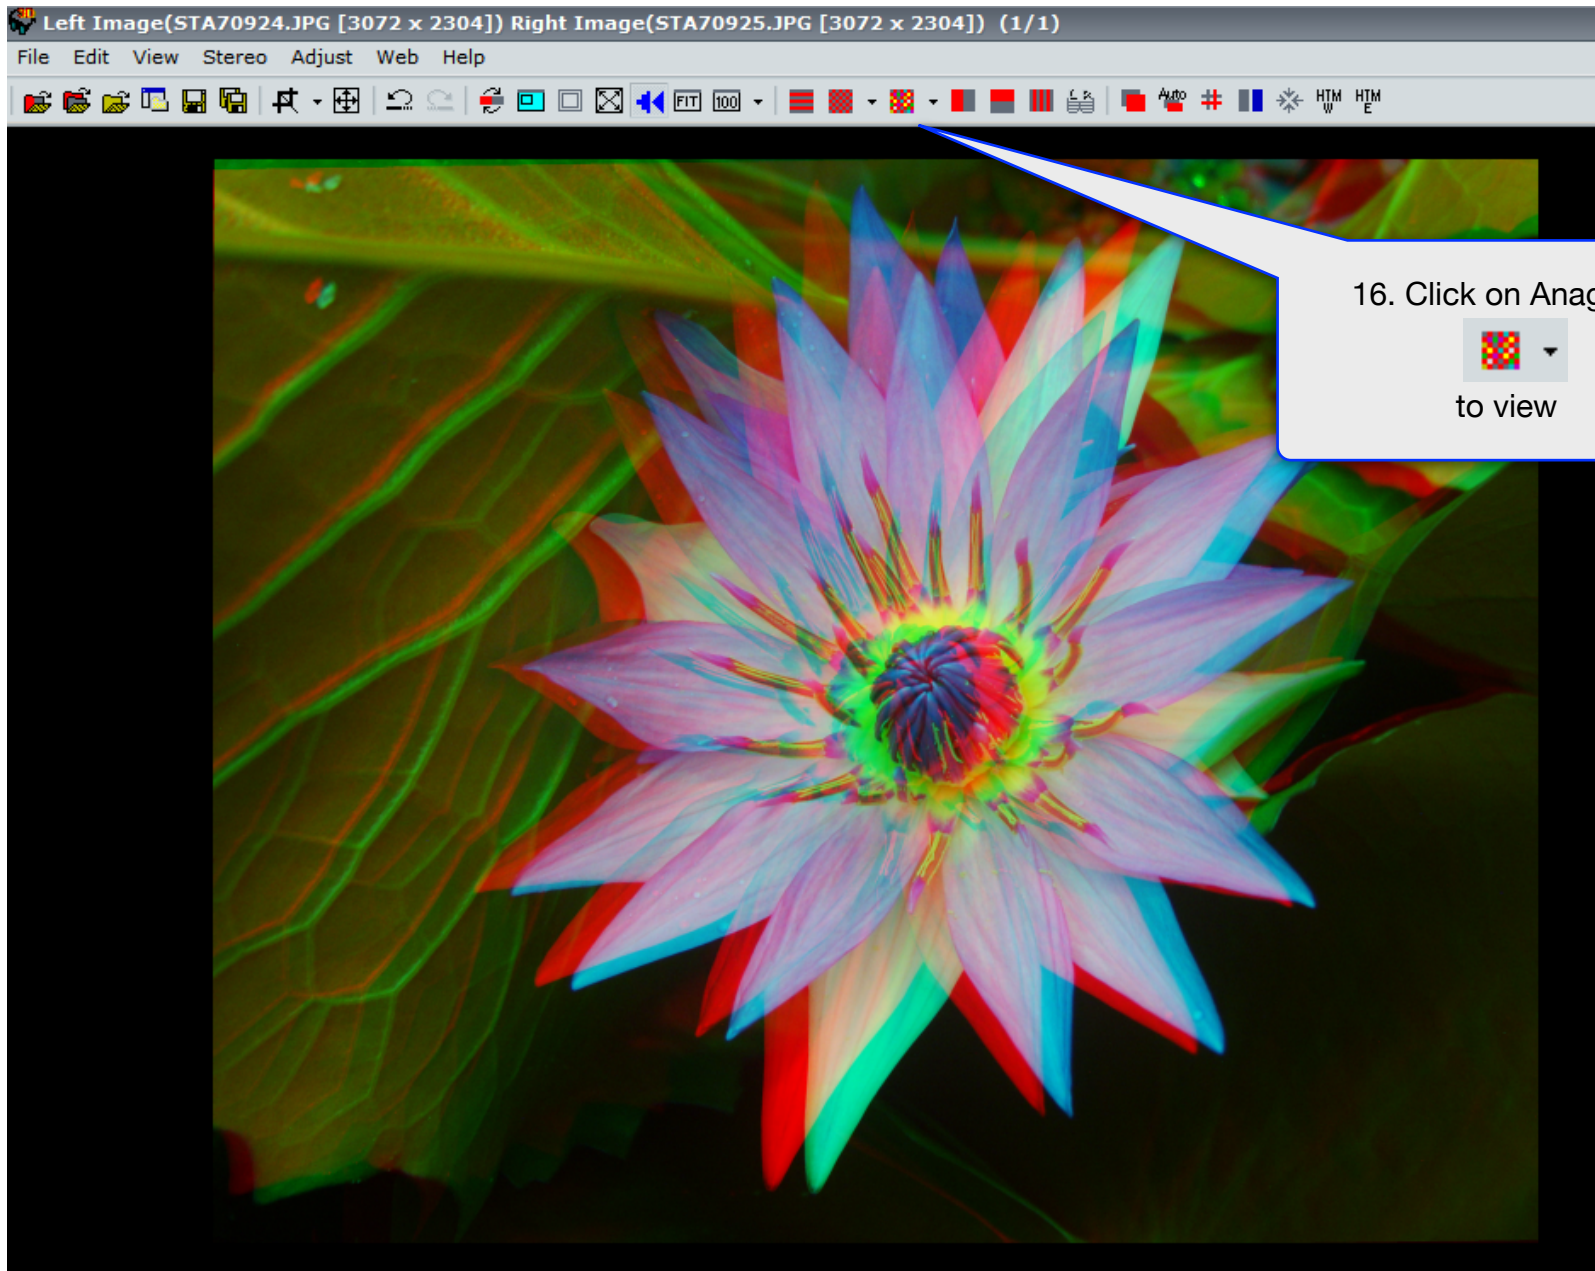 Left Image(STA70924.JPG [3072 x 2304]) Right Image(STA70925.JPG [3072 x 2304]) (1/1)
File Edit View Stereo Adjust Web Help
FIT 100 L R Auto HTM W HTM E
16. Click on Anag
to view